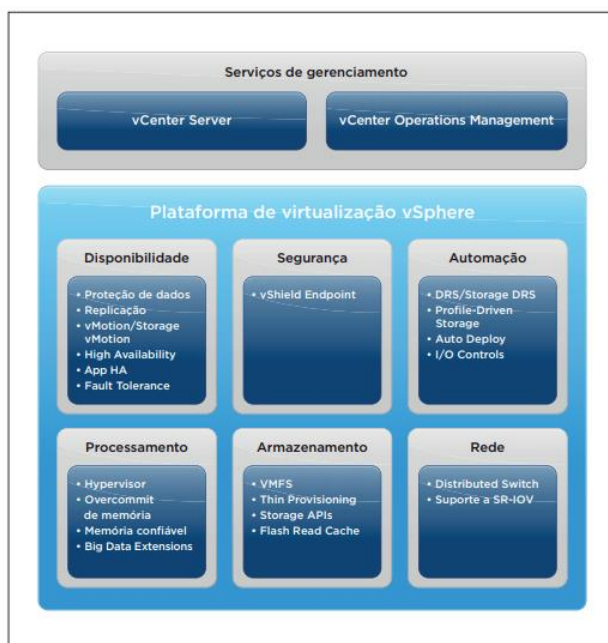 Serviços de gerenciamento
vCenter Server
vCenter Operations Management
Plataforma de virtualização vSphere
Disponibilidade
• Proteção de dados
• Replicação
• vMotion/Storage
vMotion
• High Availability
• App HA
• Fault Tolerance
Segurança
• vShield Endpoint
Automação
• DRS/Storage DRS
• Profile-Driven
Storage
• Auto Deploy
• I/O Controls
Processamento
• Hypervisor
• Overcommit
de memória
• Memória confiável
• Big Data Extensions
Armazenamento
• VMFS
• Thin Provisioning
• Storage APIs
• Flash Read Cache
Rede
• Distributed Switch
• Suporte a SR-IOV